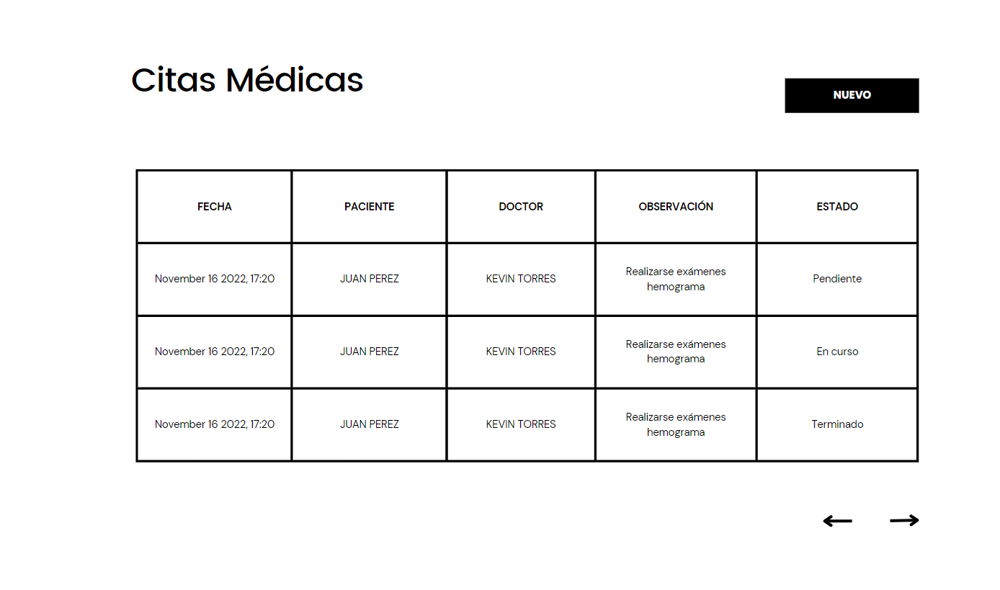 Citas Médicas
NUEVO
FECHA PACIENTE DOCTOR OBSERVACIÓN ESTADO
November 16 2022, 17:20 JUAN PEREZ KEVIN TORRES Realizarse exámenes Pendiente
hemograma
November 16 2022, 17:20 JUAN PEREZ KEVIN TORRES Realizarse exámenes En curso
hemograma
November 16 2022, 17:20 JUAN PEREZ KEVIN TORRES Realizarse exámenes Terminado
hemograma